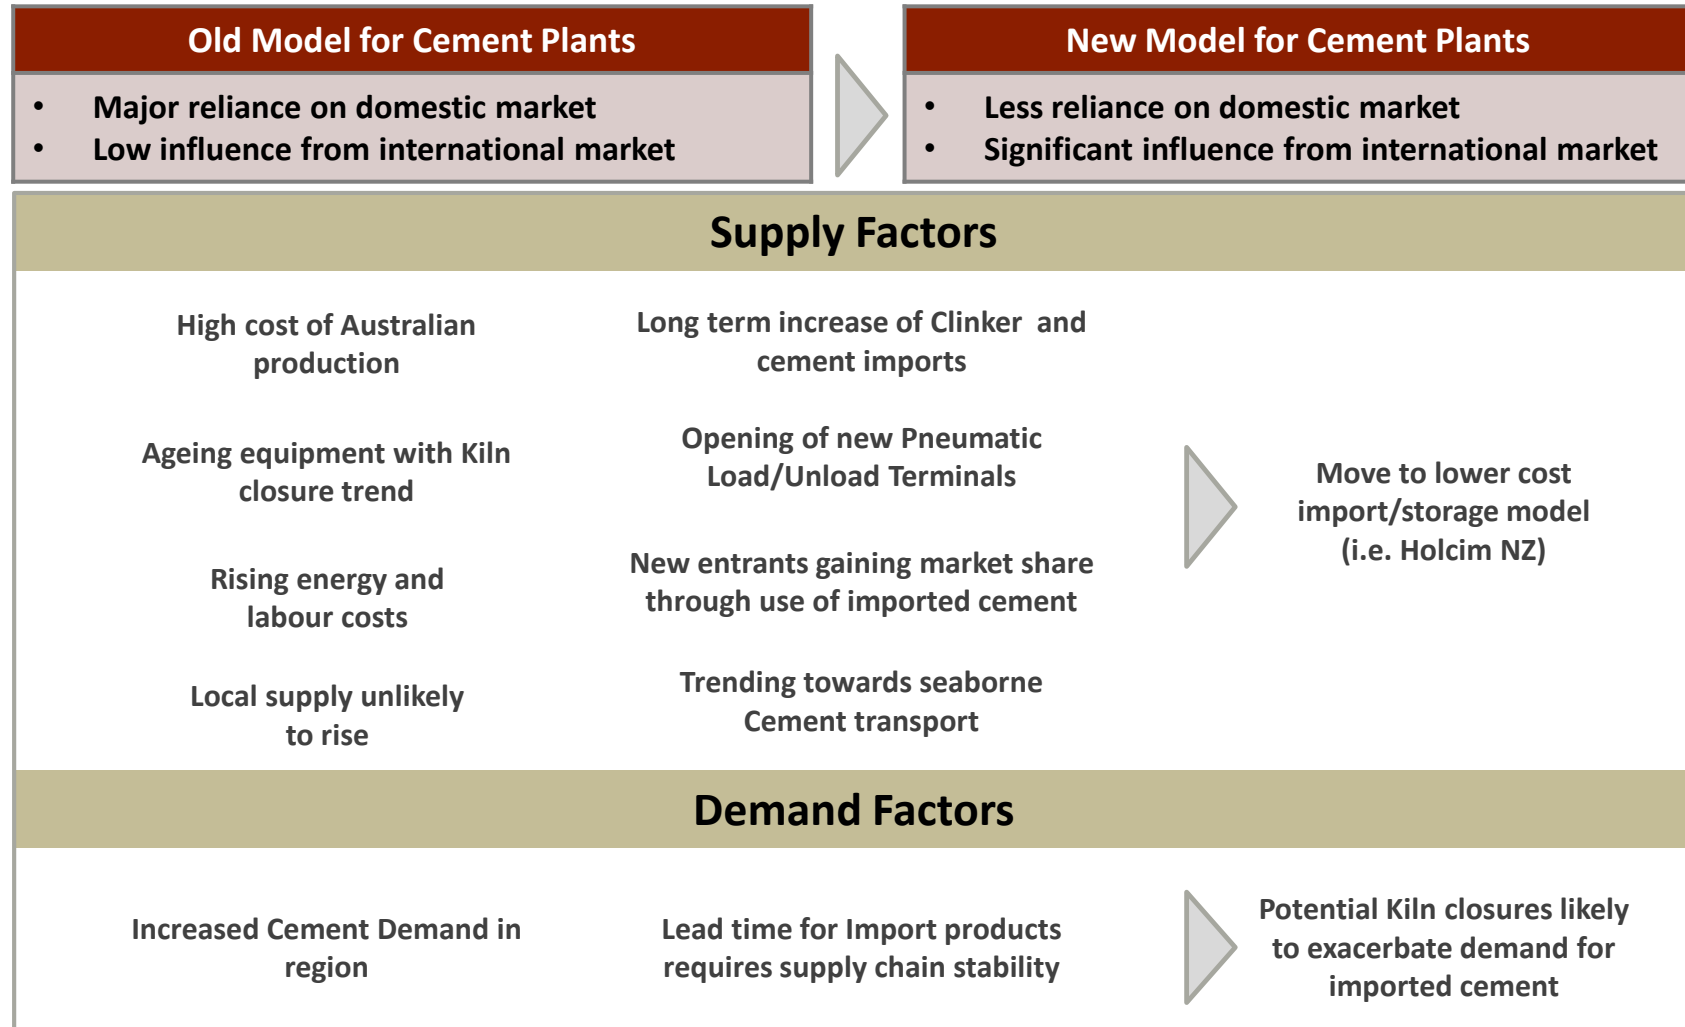 Old Model for Cement Plants
• Major reliance on domestic market
• Low influence from international market
New Model for Cement Plants
• Less reliance on domestic market
• Significant influence from international market
Supply Factors
High cost of Australian
production
Ageing equipment with Kiln
closure trend
Rising energy and
labour costs
Local supply unlikely
to rise
Long term increase of Clinker and
cement imports
Opening of new Pneumatic
Load/Unload Terminals
New entrants gaining market share
through use of imported cement
Trending towards seaborne
Cement transport
Move to lower cost
import/storage model
(i.e. Holcim NZ)
Demand Factors
Increased Cement Demand in
region
Lead time for Import products
requires supply chain stability
Potential Kiln closures likely
to exacerbate demand for
imported cement